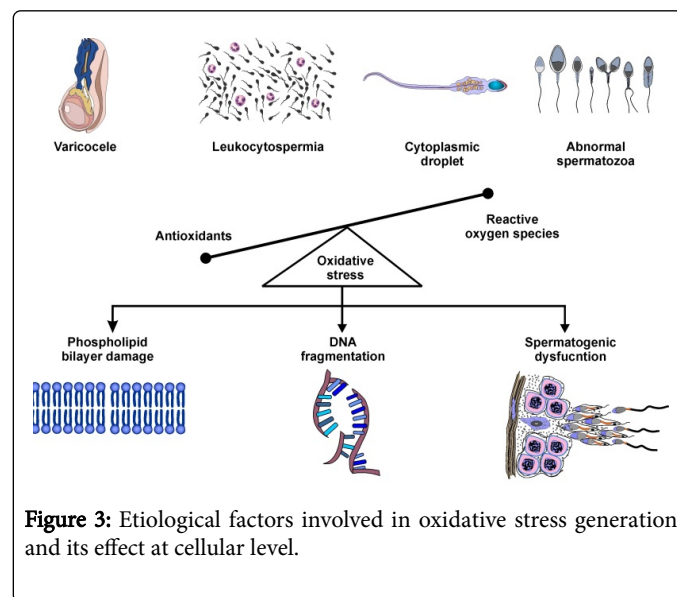 Varicocele
Leukocytospermia
Cytoplasmic
droplet
Abnormal
spermatozoa
Antioxidants
Reactive
oxygen species
Oxidative
stress
Phospholipid
bilayer damage
DNA
fragmentation
Spermatogenic
dysfucntion
Figure 3: Etiological factors involved in oxidative stress generation
and its effect at cellular level.